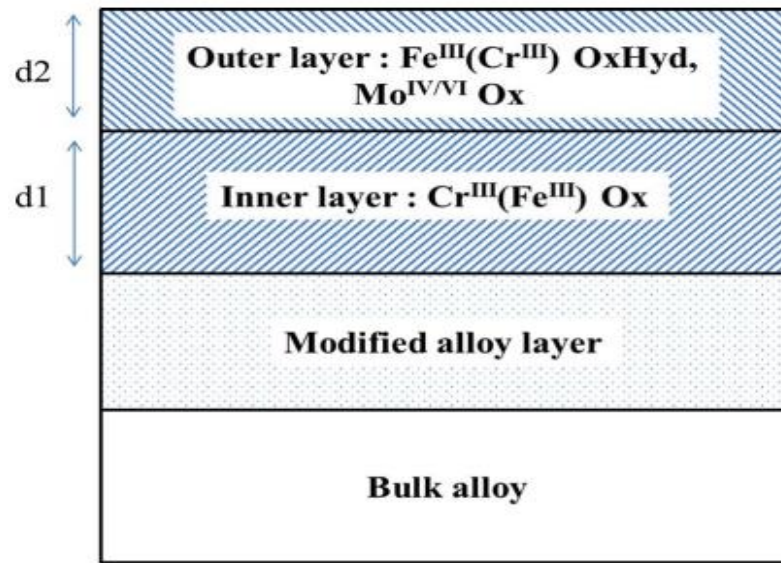 d2
Outer layer : Fe^III(Cr^III) OxHyd,
Mo^IV/VI Ox
d1
Inner layer : Cr^III(Fe^III) Ox
Modified alloy layer
Bulk alloy